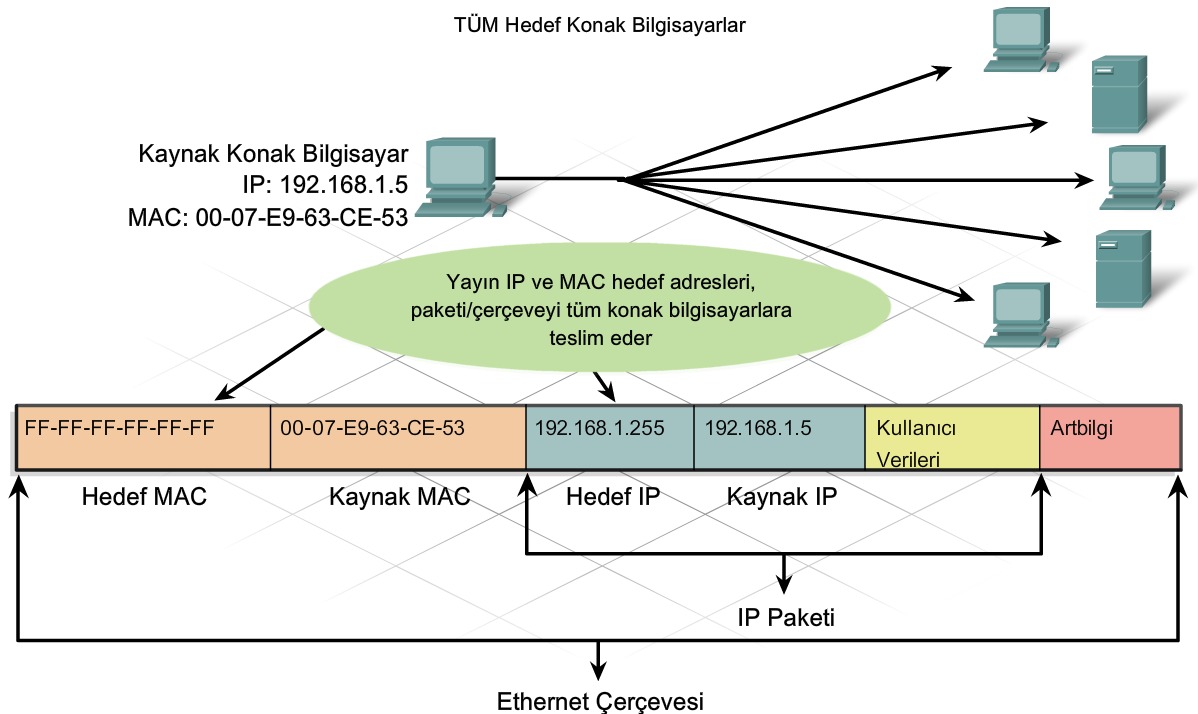 TÜM Hedef Konak Bilgisayarlar
Kaynak Konak Bilgisayar
IP: 192.168.1.5
MAC: 00-07-E9-63-CE-53
Yayın IP ve MAC hedef adresleri,
paketi/çerçeveyi tüm konak bilgisayarlara
teslim eder
FF-FF-FF-FF-FF-FF
00-07-E9-63-CE-53
192.168.1.255
192.168.1.5
Kullanıcı
Verileri
Artbilgi
Hedef MAC
Kaynak MAC
Hedef IP
Kaynak IP
IP Paketi
Ethernet Çerçevesi